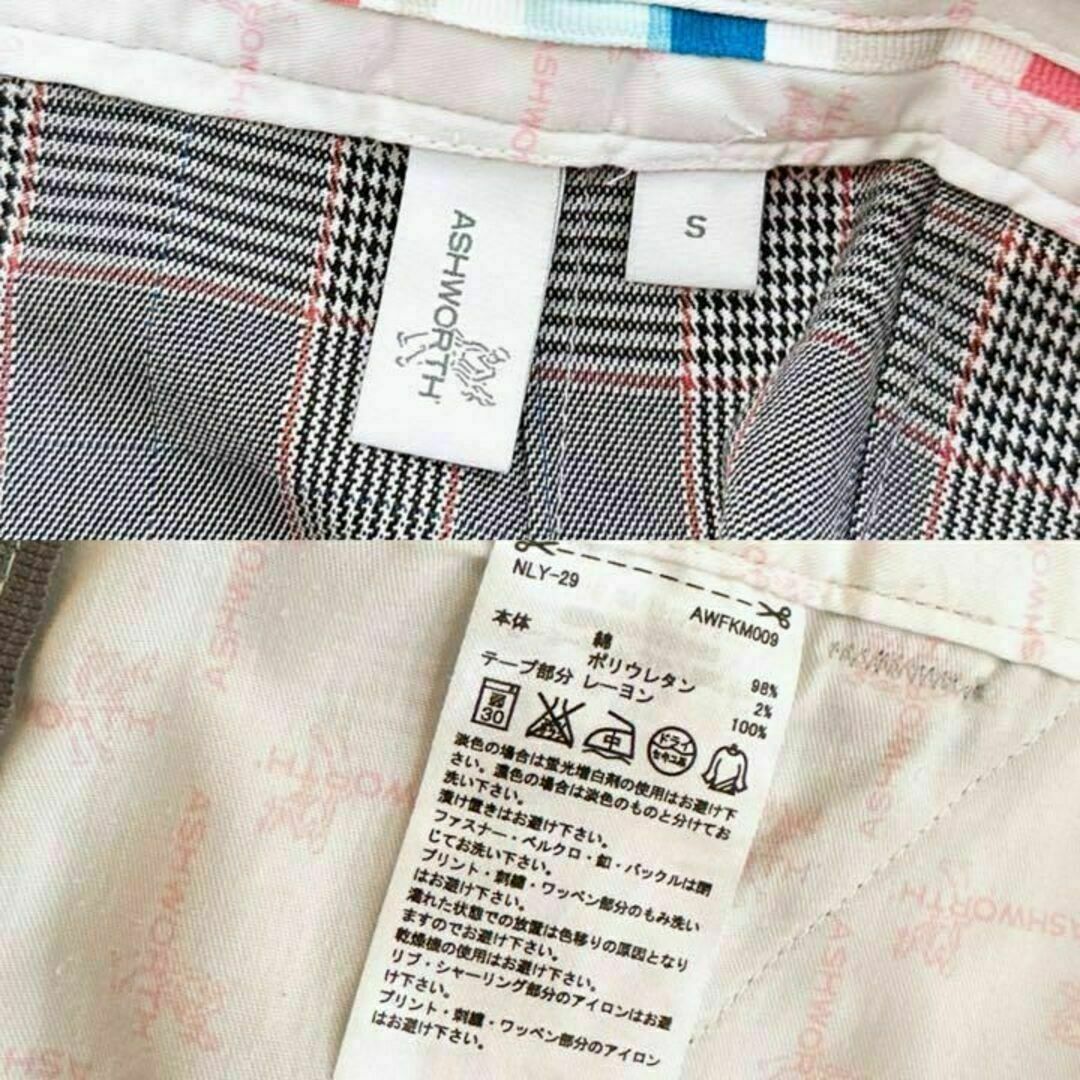 ASHWORTH
S
NLY-29
AWFKM009
本体 綿 98%
ポリウレタン 2%
テープ部分 レーヨン 100%
30
中
ドライ
セキユ系
淡色の場合は蛍光増白剤の使用はお避け下
さい。濃色の場合は淡色のものと分けてお
洗い下さい。
漬け置きはお避け下さい。
ファスナー・ベルクロ・釦・バックルは閉
じてお洗い下さい。
プリント・刺繍・ワッペン部分のもみ洗い
はお避け下さい。
濡れた状態での放置は色移りの原因となり
ますのでお避け下さい。
乾燥機の使用はお避け下さい。
リブ・シャーリング部分のアイロンはお避
け下さい。
プリント・刺繍・ワッペン部分のアイロン
はお避け下さい。
ASHWORTH
ASHWORTH
ASHWORTH
ASHWORTH